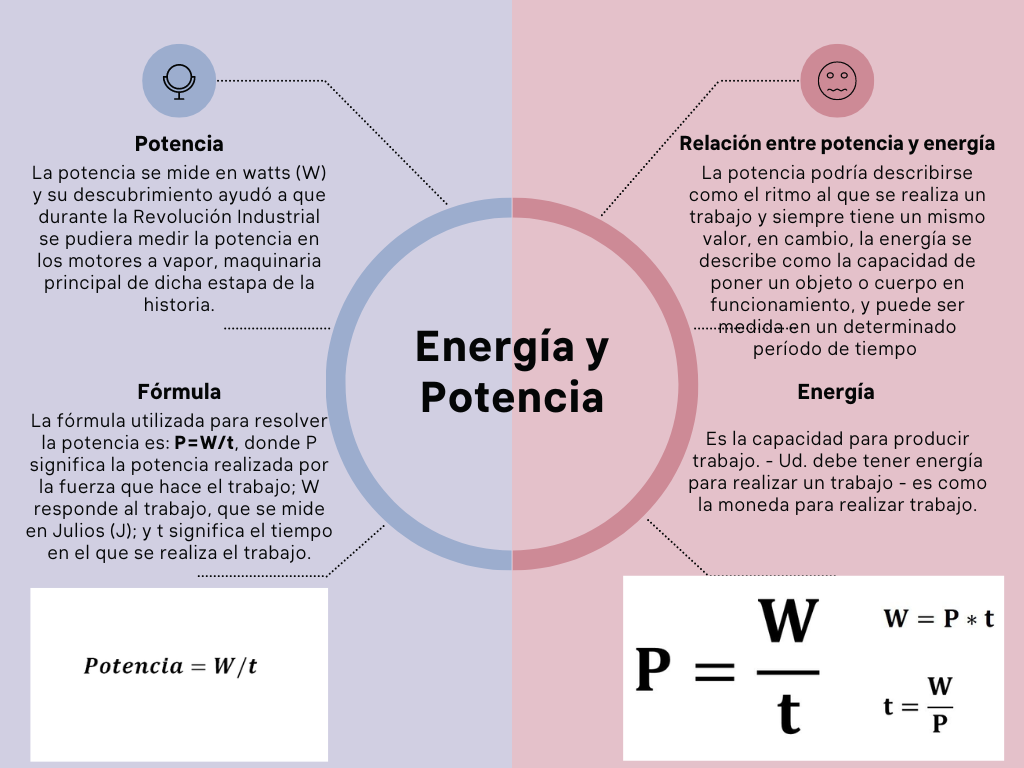 Potencia
La potencia se mide en watts (W)
y su descubrimiento ayudó a que
durante la Revolución Industrial
se pudiera medir la potencia en
los motores a vapor, maquinaria
principal de dicha estapa de la
historia.
Fórmula
La fórmula utilizada para resolver
la potencia es: P=W/t, donde P
significa la potencia realizada por
la fuerza que hace el trabajo; W
responde al trabajo, que se mide
en Julios (J); y t significa el tiempo
en el que se realiza el trabajo.
Potencia = W/t
Energía y
Potencia
Relación entre potencia y energía
La potencia podría describirse
como el ritmo al que se realiza un
trabajo y siempre tiene un mismo
valor, en cambio, la energía se
describe como la capacidad de
poner un objeto o cuerpo en
funcionamiento, y puede ser
medida en un determinado
período de tiempo
Energía
Es la capacidad para producir
trabajo. - Ud. debe tener energía
para realizar un trabajo - es como
la moneda para realizar trabajo.
P = W/t
W = P * t
t = W/P